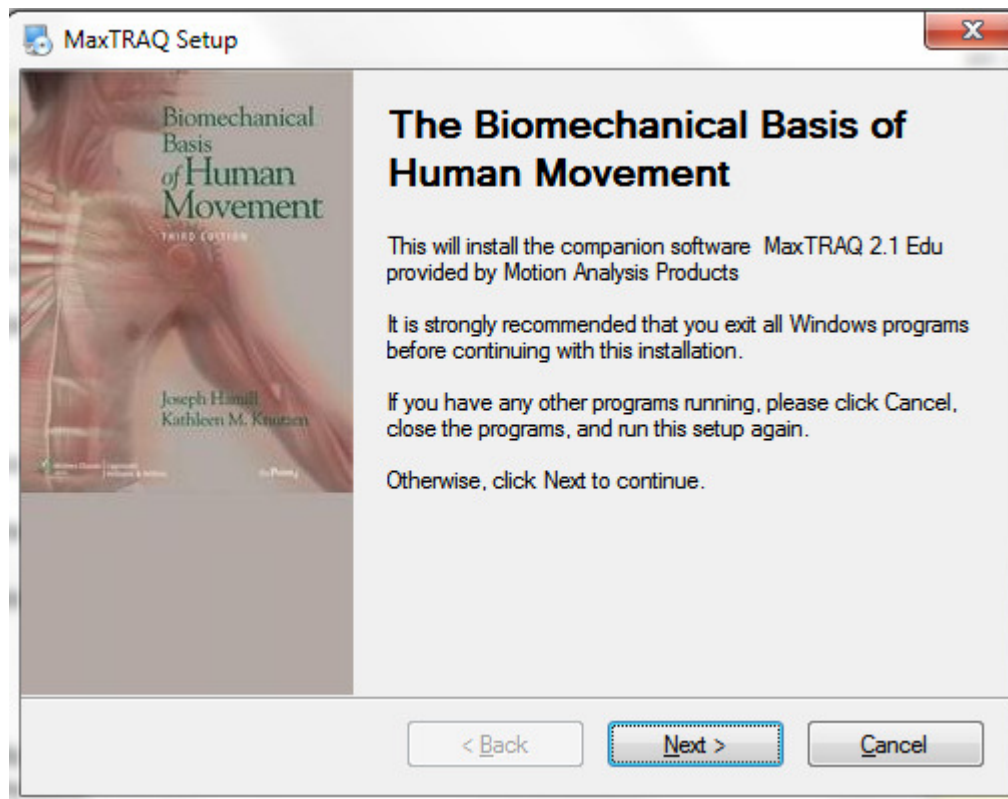 MaxTRAQ Setup
Biomechanical
Basis
of Human
Movement
THIRD EDITION
Joseph Hamill
Kathleen M. Knutzen
The Biomechanical Basis of
Human Movement
This will install the companion software MaxTRAQ 2.1 Edu
provided by Motion Analysis Products
It is strongly recommended that you exit all Windows programs
before continuing with this installation.
If you have any other programs running, please click Cancel,
close the programs, and run this setup again.
Otherwise, click Next to continue.
< Back
Next >
Cancel